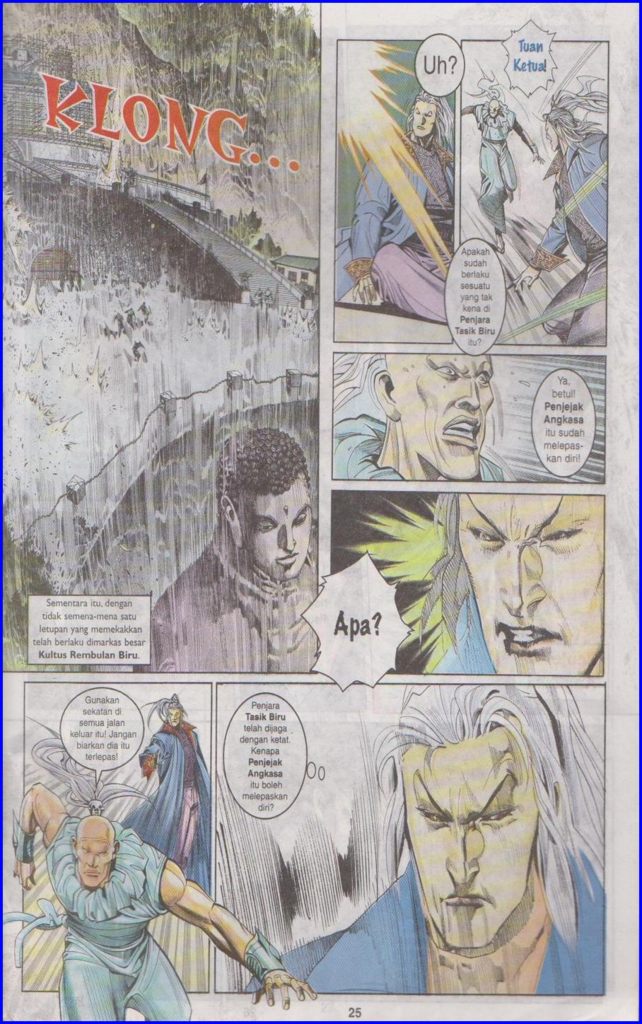 KLONG...
Sementara itu, dengan
tidak semena-mena satu
letupan yang memekakkan
telah berlaku dimarkas besar
Kultus Rembulan Biru.
Uh?
Tuan
Ketua!
Apakah
sudah
berlaku
sesuatu
yang tak
kena di
Penjara
Tasik Biru
itu?
Ya,
betul!
Penjejak
Angkasa
itu sudah
melepas-
kan diri!
Apa?
Gunakan
sekatan di
semua jalan
keluar itu! Jangan
biarkan dia itu
terlepas!
Penjara
Tasik Biru
telah dijaga
dengan ketat.
Kenapa
Penjejak
Angkasa
itu boleh
melepaskan
diri?
25